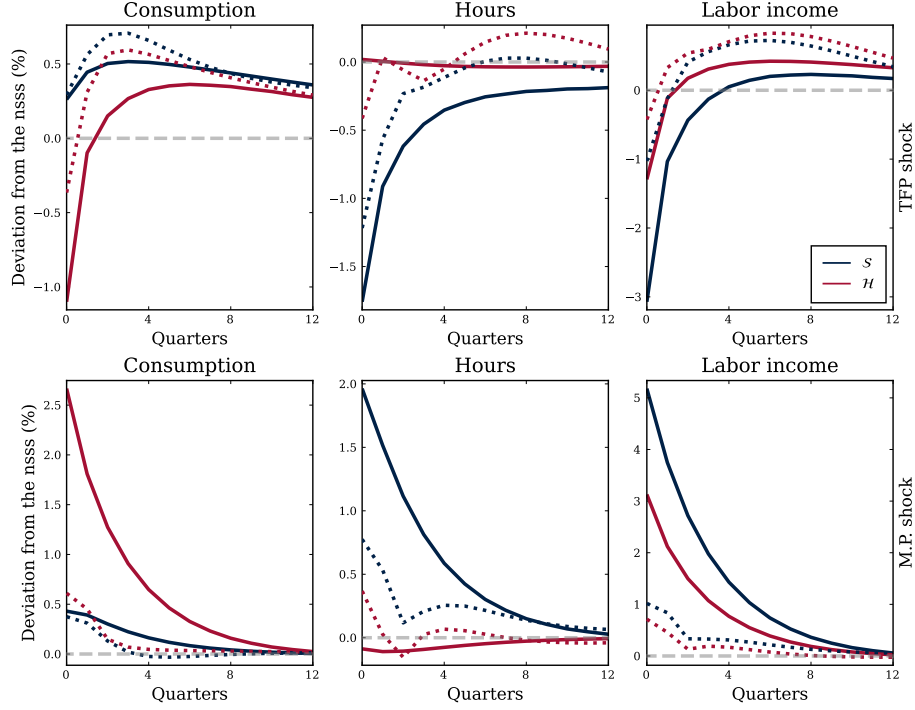 Consumption
Hours
Labor income
Deviation from the nsss (%)
0.5
0.0
−0.5
−1.0
0.0
−0.5
−1.0
−1.5
0
−1
−2
−3
S
H
TFP shock
0 4 8 12
0 4 8 12
0 4 8 12
Quarters
Quarters
Quarters
Consumption
Hours
Labor income
Deviation from the nsss (%)
2.5
2.0
1.5
1.0
0.5
0.0
2.0
1.5
1.0
0.5
0.0
5
4
3
2
1
0
M.P. shock
0 4 8 12
0 4 8 12
0 4 8 12
Quarters
Quarters
Quarters